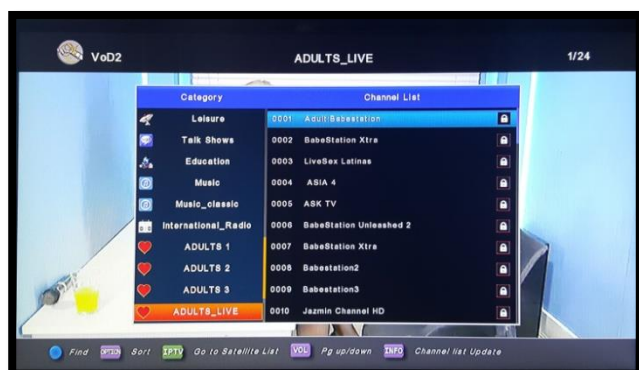 VoD2 ADULTS_LIVE 1/24
Category Channel List
Leisure 0001 Adult:Babestation
Talk Shows 0002 BabeStation Xtra
Education 0003 LiveSex Latinas
Music 0004 ASIA 4
Music_classic 0005 ASK TV
International_Radio 0006 BabeStation Unleashed 2
ADULTS 1 0007 BabeStation Xtra
ADULTS 2 0008 Babestation2
ADULTS 3 0009 Babestation3
ADULTS_LIVE 0010 Jazmin Channel HD
Find OPTION Sort IPTV Go to Satellite List VOL Pg up/down INFO Channel list Update